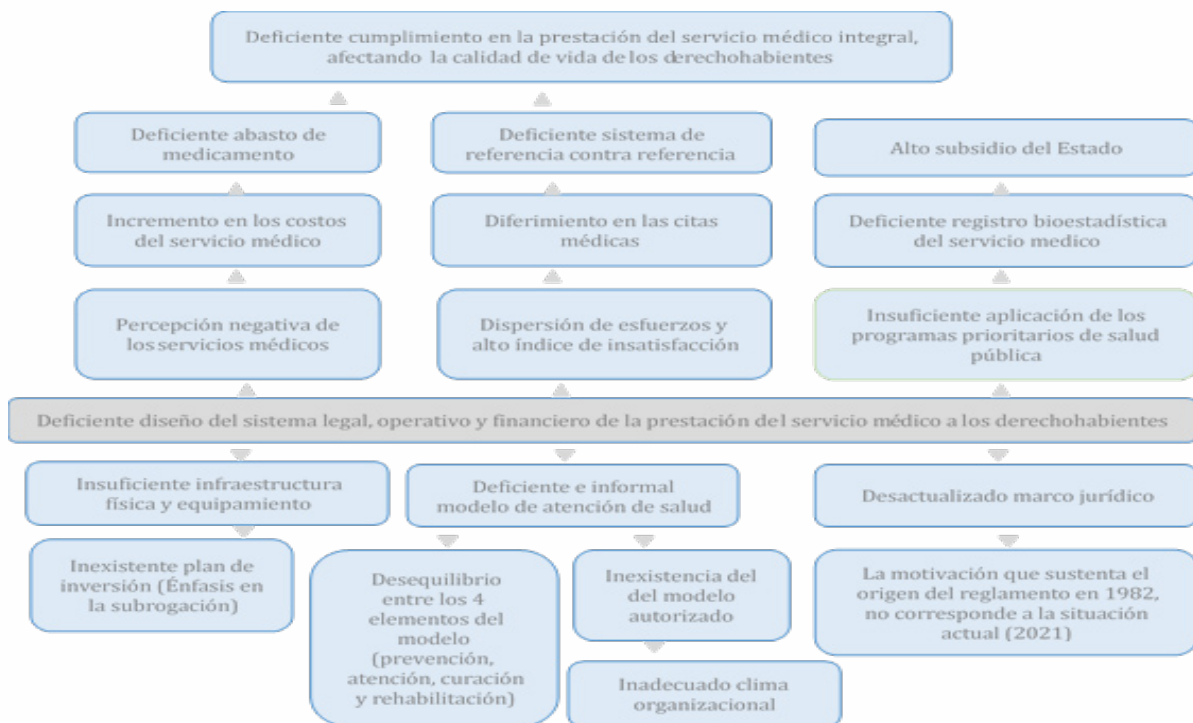 Deficiente cumplimiento en la prestación del servicio médico integral,
afectando la calidad de vida de los derechohabientes
Deficiente abasto de
medicamento
Deficiente sistema de
referencia contra referencia
Alto subsidio del Estado
Incremento en los costos
del servicio médico
Diferimiento en las citas
médicas
Deficiente registro bioestadística
del servicio medico
Percepción negativa de
los servicios médicos
Dispersión de esfuerzos y
alto índice de insatisfacción
Insuficiente aplicación de los
programas prioritarios de salud
pública
Deficiente diseño del sistema legal, operativo y financiero de la prestación del servicio médico a los derechohabientes
Insuficiente infraestructura
física y equipamiento
Deficiente e informal
modelo de atención de salud
Desactualizado marco jurídico
Inexistente plan de
inversión (Énfasis en
la subrogación)
Desequilibrio
entre los 4
elementos del
modelo
(prevención,
atención, curación
y rehabilitación)
Inexistencia del
del modelo
autorizado
La motivación que sustenta el
origen del reglamento en 1982,
no corresponde a la situación
actual (2021)
Inadecuado clima
organizacional